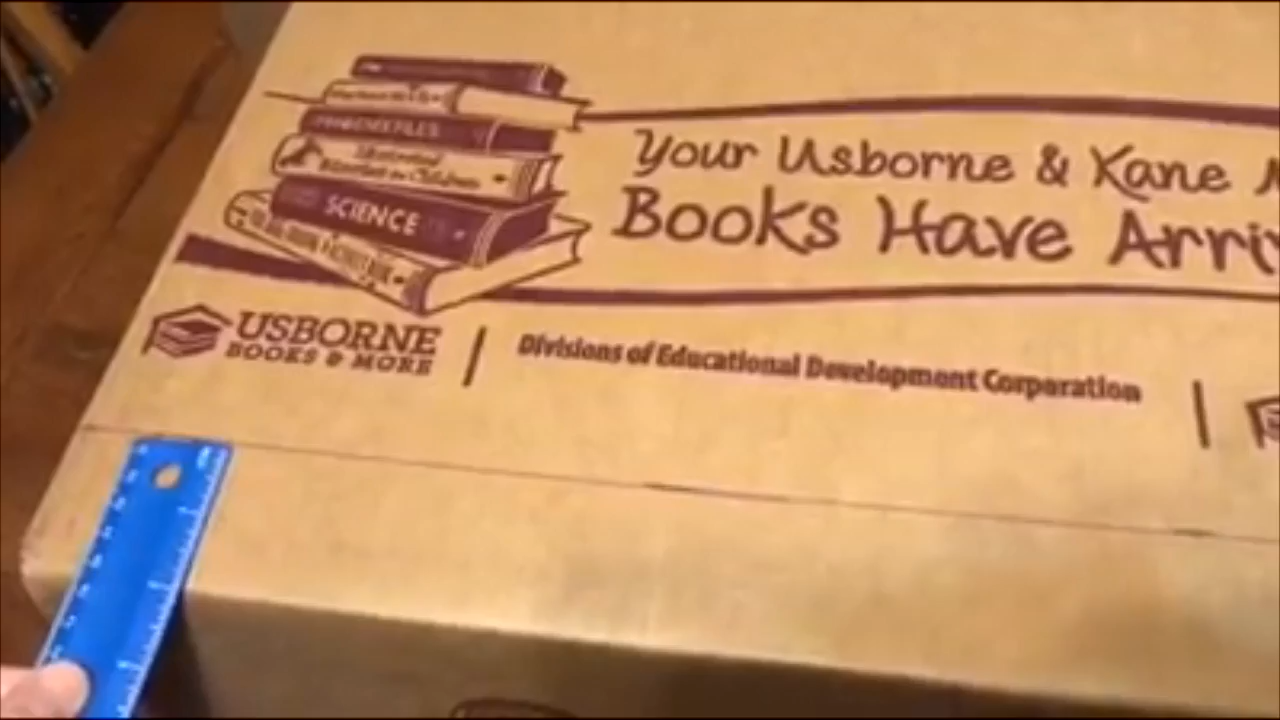 SCIENCE
Your Usborne & Kane
Books Have Arri
USBORNE
BOOKS & MORE
Divisions of Educational Development Corporation